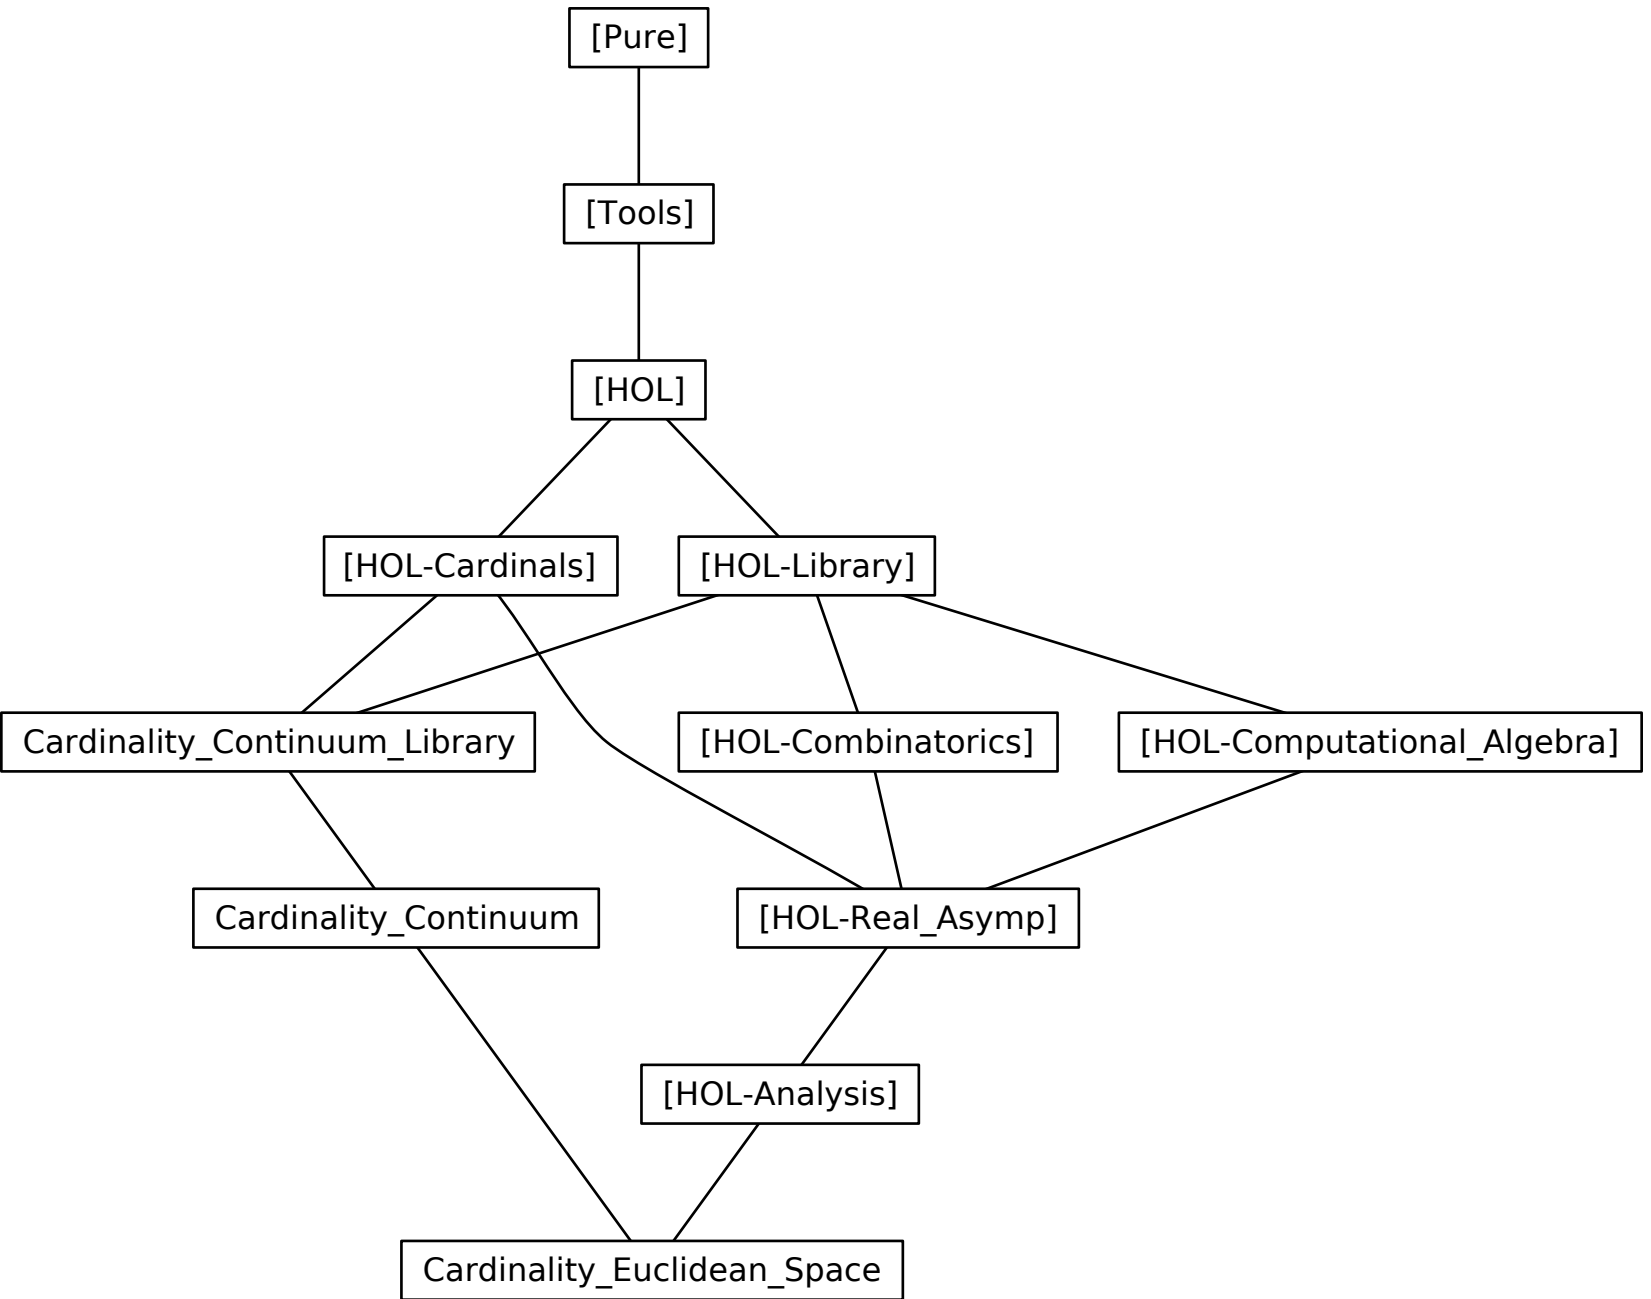 [Pure]
[Tools]
[HOL]
[HOL-Cardinals]
[HOL-Library]
Cardinality_Continuum_Library
[HOL-Combinatorics]
[HOL-Computational_Algebra]
Cardinality_Continuum
[HOL-Real_Asymp]
[HOL-Analysis]
Cardinality_Euclidean_Space